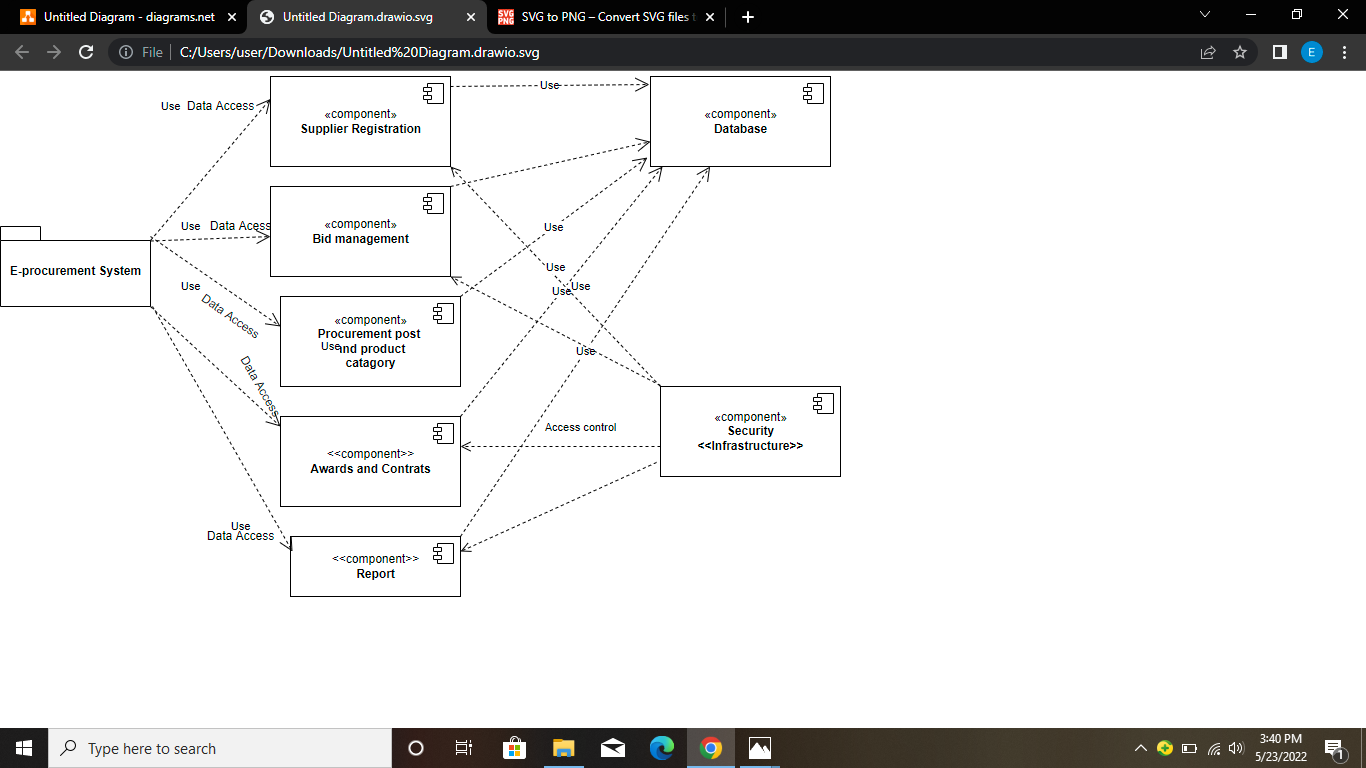 Untitled Diagram - diagrams.net
Untitled Diagram.drawio.svg
SVG PNG
SVG to PNG – Convert SVG files t
File
C:/Users/user/Downloads/Untitled%20Diagram.drawio.svg
E
Use Data Access
«component»
Supplier Registration
Use
«component»
Database
Use Data Acess
«component»
Bid management
Use
E-procurement System
Use
Data Access
«component»
Procurement post
and product
catagory
Use
Use
Use
Use
Use
Data Access
«component»
Security
<<Infrastructure>>
Access control
<<component>>
Awards and Contrats
Use
Data Access
<<component>>
Report
Type here to search
3:40 PM
5/23/2022
1